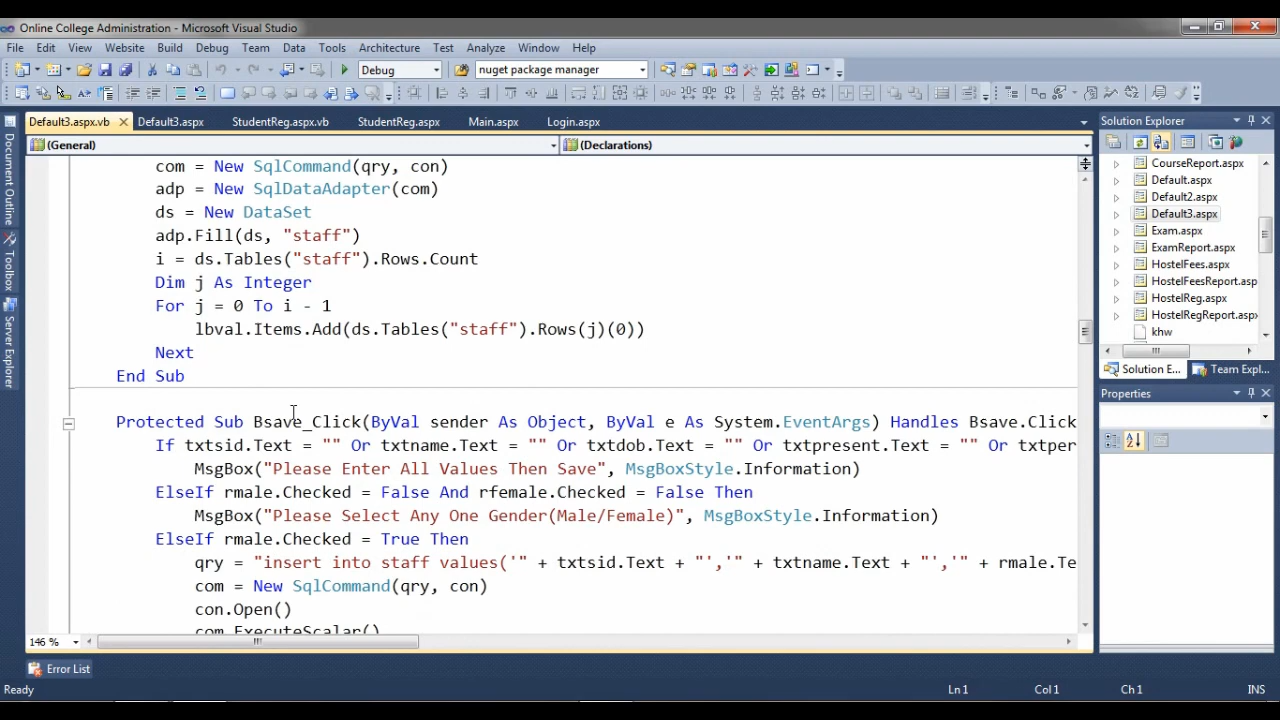 Online College Administration - Microsoft Visual Studio
File Edit View Website Build Debug Team Data Tools Architecture Test Analyze Window Help
Debug nuget package manager
Default3.aspx.vb Default3.aspx StudentReg.aspx.vb StudentReg.aspx Main.aspx Login.aspx
(General) (Declarations)
Document Outline
Toolbox
Server Explorer
com = New SqlCommand(qry, con)
adp = New SqlDataAdapter(com)
ds = New DataSet
adp.Fill(ds, "staff")
i = ds.Tables("staff").Rows.Count
Dim j As Integer
For j = 0 To i - 1
lbval.Items.Add(ds.Tables("staff").Rows(j)(0))
Next
End Sub
Protected Sub Bsave_Click(ByVal sender As Object, ByVal e As System.EventArgs) Handles Bsave.Click
If txtsid.Text = "" Or txtname.Text = "" Or txtdob.Text = "" Or txtpresent.Text = "" Or txtper
MsgBox("Please Enter All Values Then Save", MsgBoxStyle.Information)
ElseIf rmale.Checked = False And rfemale.Checked = False Then
MsgBox("Please Select Any One Gender(Male/Female)", MsgBoxStyle.Information)
ElseIf rmale.Checked = True Then
qry = "insert into staff values('" + txtsid.Text + "','" + txtname.Text + "','" + rmale.Te
com = New SqlCommand(qry, con)
con.Open()
com.ExecuteScalar()
146 %
Solution Explorer
CourseReport.aspx
Default.aspx
Default2.aspx
Default3.aspx
Exam.aspx
ExamReport.aspx
HostelFees.aspx
HostelFeesReport.asp
HostelReg.aspx
HostelRegReport.aspx
khw
Solution E... Team Expl...
Properties
Error List
Ready Ln 1 Col 1 Ch 1 INS